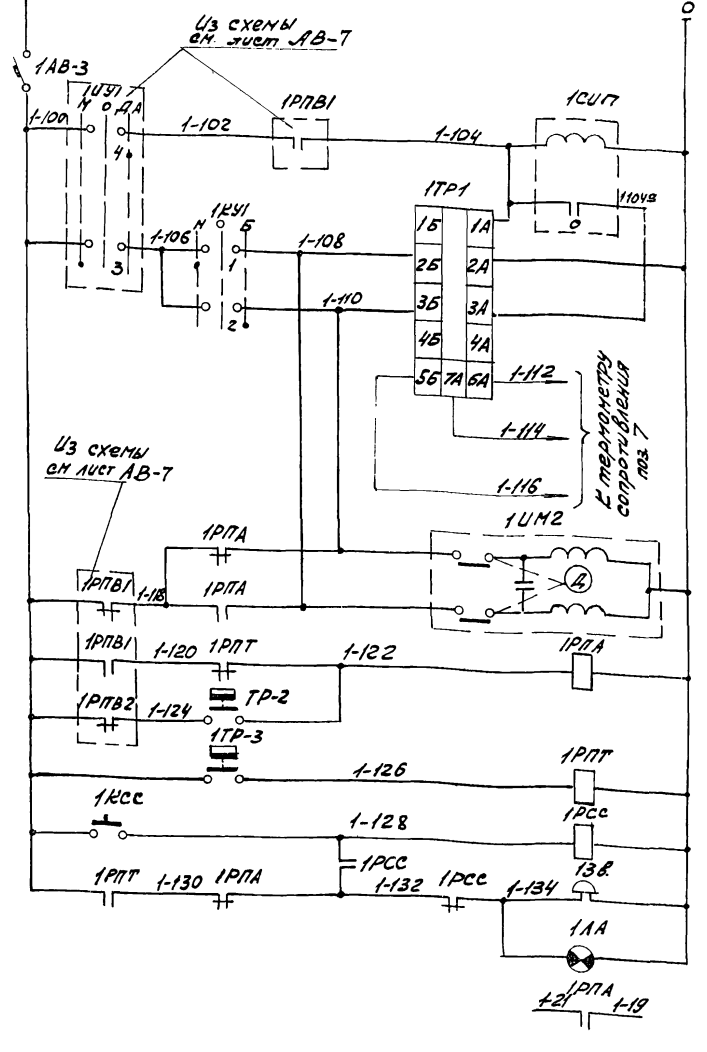 О
Из схемы
см. лист АВ-7
1АВ-3
1ПУ1
М О ДА
1-100
1-102
1РПВ1
1-104
1СИП
4
1104а
О
1ТР1
1КУ1
М Б
1-106
1-108
1Б 1А
3
1
2Б 2А
1-110
3Б 3А
2
4Б 4А
5Б 7А 6А
1-112
1-114
1-116
К термометру
сопротивления
поз. 7
Из схемы
см лист АВ-7
1РПА
1ИМ2
1РПВ1
1-118
1РПА
Д
1РПВ1
1-120
1РПТ
1-122
1РПА
1РПВ2
1-124
ТР-2
1ТР-3
1-126
1РПТ
1КСС
1-128
1РСС
1РСС
1РПТ
1-130
1РПА
1-132
1РСС
1-134
1Зв.
1ЛА
1РПА
1-21
1-19